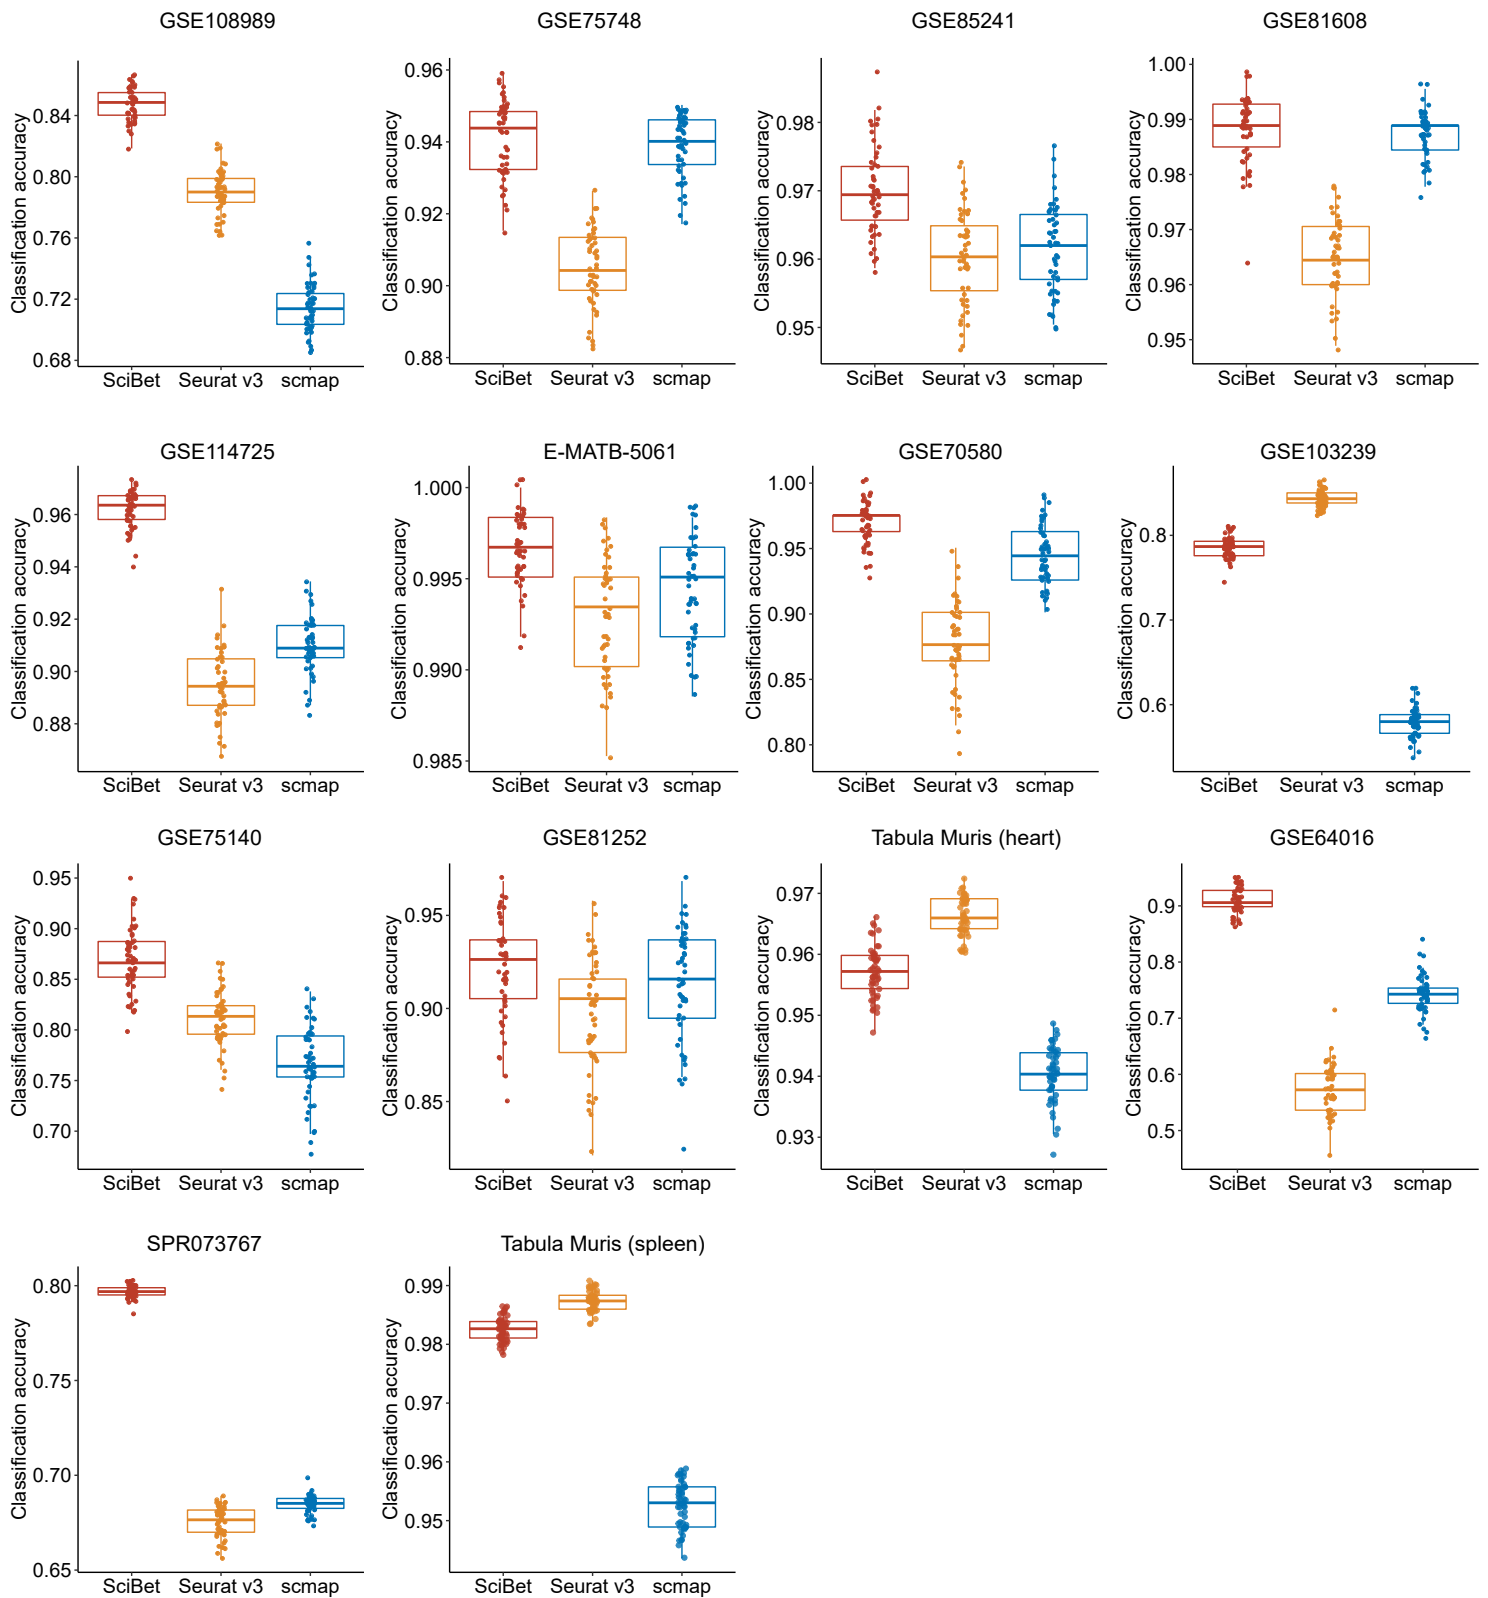 GSE108989
GSE75748
GSE85241
GSE81608
Classification accuracy
0.84
0.80
0.76
0.72
0.68
SciBet Seurat v3 scmap
Classification accuracy
0.96
0.94
0.92
0.90
0.88
SciBet Seurat v3 scmap
Classification accuracy
0.98
0.97
0.96
0.95
SciBet Seurat v3 scmap
Classification accuracy
1.00
0.99
0.98
0.97
0.96
0.95
SciBet Seurat v3 scmap
GSE114725
E-MATB-5061
GSE70580
GSE103239
Classification accuracy
0.96
0.94
0.92
0.90
0.88
SciBet Seurat v3 scmap
Classification accuracy
1.000
0.995
0.990
0.985
SciBet Seurat v3 scmap
Classification accuracy
1.00
0.95
0.90
0.85
0.80
SciBet Seurat v3 scmap
Classification accuracy
0.8
0.7
0.6
SciBet Seurat v3 scmap
GSE75140
GSE81252
Tabula Muris (heart)
GSE64016
Classification accuracy
0.95
0.90
0.85
0.80
0.75
0.70
SciBet Seurat v3 scmap
Classification accuracy
0.95
0.90
0.85
SciBet Seurat v3 scmap
Classification accuracy
0.97
0.96
0.95
0.94
0.93
SciBet Seurat v3 scmap
Classification accuracy
0.9
0.8
0.7
0.6
0.5
SciBet Seurat v3 scmap
SPR073767
Tabula Muris (spleen)
Classification accuracy
0.80
0.75
0.70
0.65
SciBet Seurat v3 scmap
Classification accuracy
0.99
0.98
0.97
0.96
0.95
SciBet Seurat v3 scmap